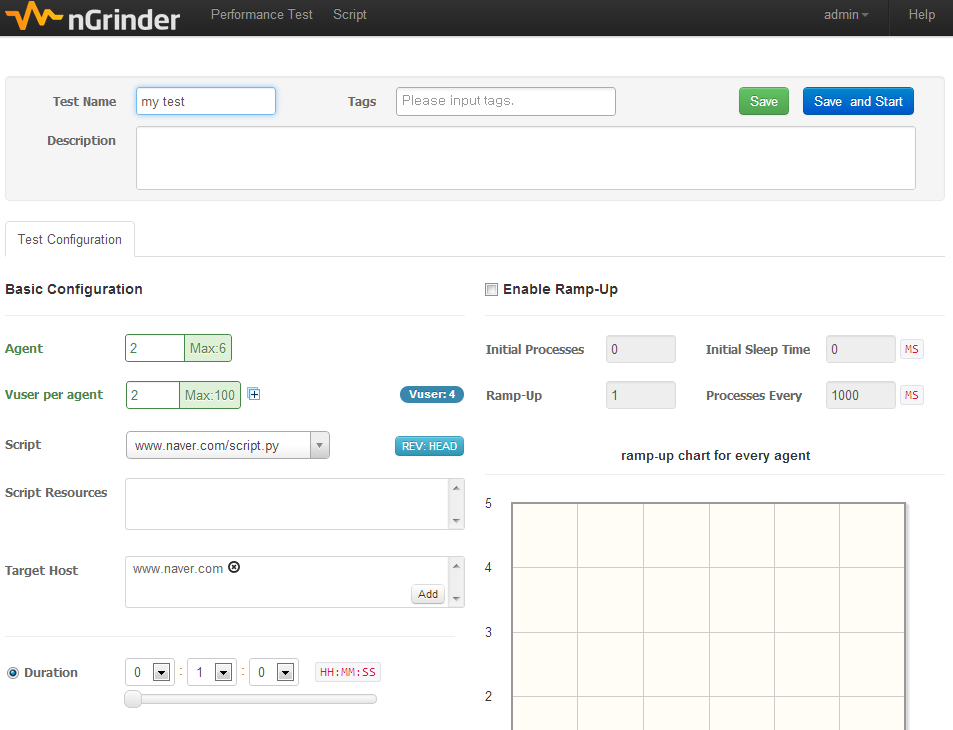 nGrinder Performance Test Script admin Help
Test Name my test Tags Please input tags. Save Save and Start
Description
Test Configuration
Basic Configuration
Agent 2 Max:6
Vuser per agent 2 Max:100 Vuser: 4
Script www.naver.com/script.py REV: HEAD
Script Resources
Target Host www.naver.com
Add
Duration 0 : 1 : 0 HH:MM:SS
Enable Ramp-Up
Initial Processes 0 Initial Sleep Time 0 MS
Ramp-Up 1 Processes Every 1000 MS
ramp-up chart for every agent
5
4
3
2